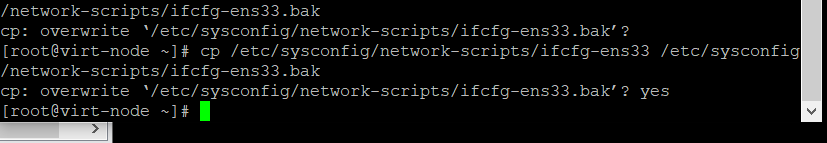 /network-scripts/ifcfg-ens33.bak
cp: overwrite ‘/etc/sysconfig/network-scripts/ifcfg-ens33.bak’?
[root@virt-node ~]# cp /etc/sysconfig/network-scripts/ifcfg-ens33 /etc/sysconfig
/network-scripts/ifcfg-ens33.bak
cp: overwrite ‘/etc/sysconfig/network-scripts/ifcfg-ens33.bak’? yes
[root@virt-node ~]#